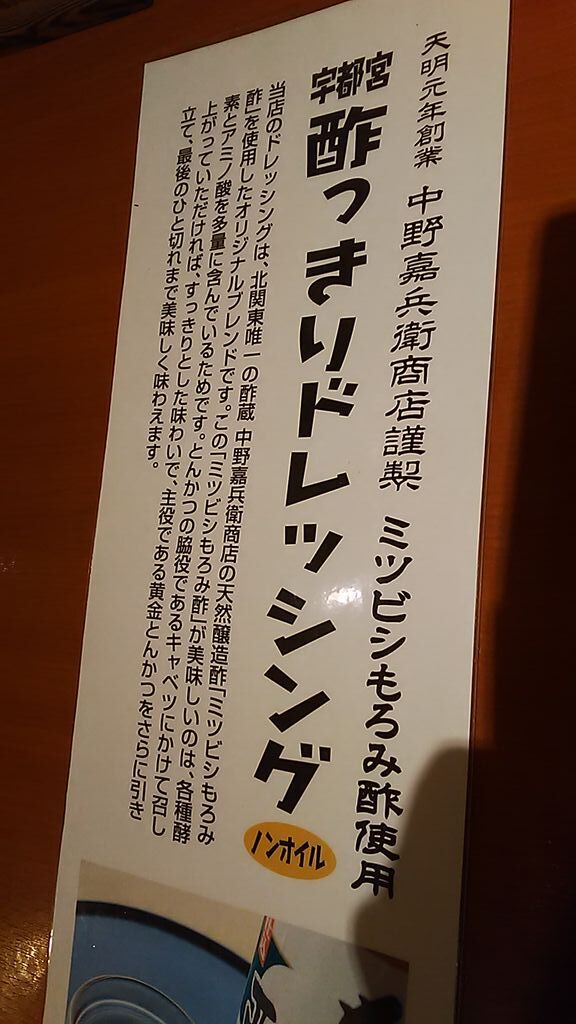 天明元年創業 中野嘉兵衛商店謹製 ミツビシもろみ酢使用
宇都宮
酢っきりドレッシング
ノンオイル
当店のドレッシングは、北関東唯一の酢蔵 中野嘉兵衛商店の天然醸造酢「ミツビシもろみ
酢」を使用したオリジナルブレンドです。この「ミツビシもろみ酢」が美味しいのは、各種酵
素とアミノ酸を多量に含んでいるためです。とんかつの脇役であるキャベツにかけて召し
上がっていただければ、すっきりとした味わいで、主役である黄金とんかつをさらに引き
立て、最後のひと切れまで美味しく味わえます。